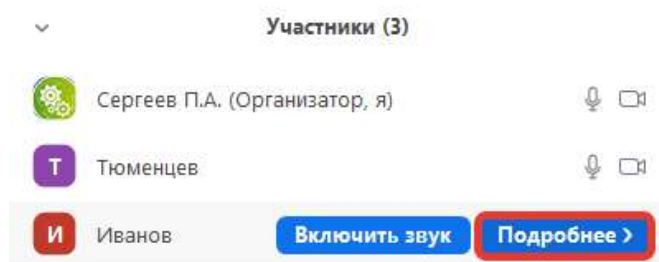 Участники (3)
Сергеев П.А. (Организатор, я)
Т Тюменцев
И Иванов Включить звук Подробнее >